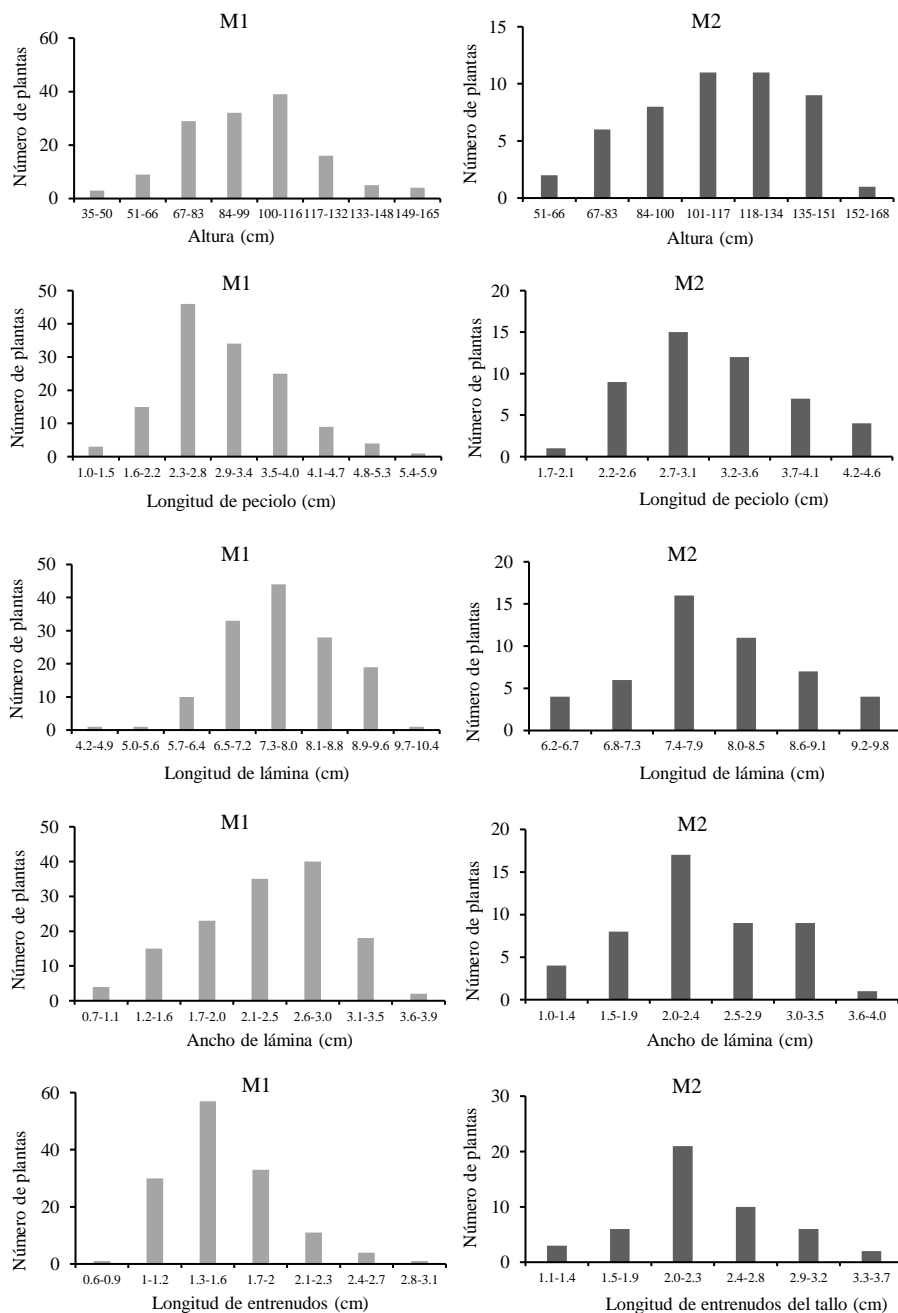 M1
Número de plantas
60
40
20
0
35-50 51-66 67-83 84-99 100-116 117-132 133-148 149-165
Altura (cm)
M2
Número de plantas
15
10
5
0
51-66 67-83 84-100 101-117 118-134 135-151 152-168
Altura (cm)
M1
Número de plantas
50
40
30
20
10
0
1.0-1.5 1.6-2.2 2.3-2.8 2.9-3.4 3.5-4.0 4.1-4.7 4.8-5.3 5.4-5.9
Longitud de peciolo (cm)
M2
Número de plantas
20
15
10
5
0
1.7-2.1 2.2-2.6 2.7-3.1 3.2-3.6 3.7-4.1 4.2-4.6
Longitud de peciolo (cm)
M1
Número de plantas
50
40
30
20
10
0
4.2-4.9 5.0-5.6 5.7-6.4 6.5-7.2 7.3-8.0 8.1-8.8 8.9-9.6 9.7-10.4
Longitud de lámina (cm)
M2
Número de plantas
20
15
10
5
0
6.2-6.7 6.8-7.3 7.4-7.9 8.0-8.5 8.6-9.1 9.2-9.8
Longitud de lámina (cm)
M1
Número de plantas
50
40
30
20
10
0
0.7-1.1 1.2-1.6 1.7-2.0 2.1-2.5 2.6-3.0 3.1-3.5 3.6-3.9
Ancho de lámina (cm)
M2
Número de plantas
20
15
10
5
0
1.0-1.4 1.5-1.9 2.0-2.4 2.5-2.9 3.0-3.5 3.6-4.0
Ancho de lámina (cm)
M1
Número de plantas
60
40
20
0
0.6-0.9 1-1.2 1.3-1.6 1.7-2 2.1-2.3 2.4-2.7 2.8-3.1
Longitud de entrenudos (cm)
M2
Número de plantas
30
20
10
0
1.1-1.4 1.5-1.9 2.0-2.3 2.4-2.8 2.9-3.2 3.3-3.7
Longitud de entrenudos del tallo (cm)